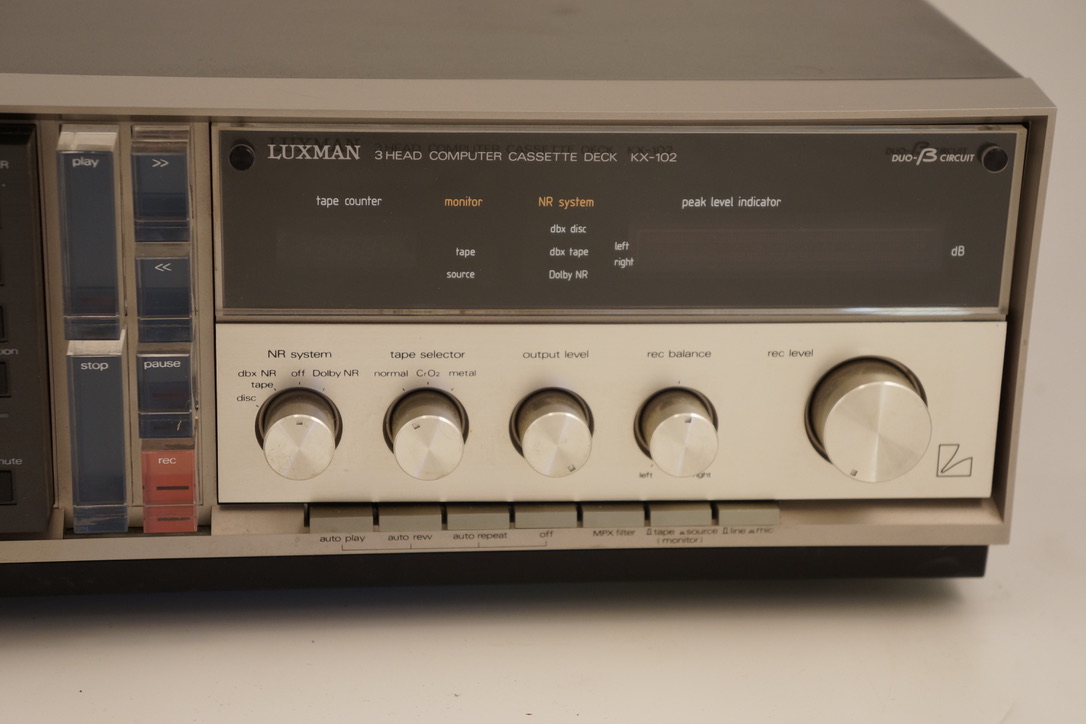 play
>>
<<
stop
pause
rec
LUXMAN 3 HEAD COMPUTER CASSETTE DECK KX-102
DUO-β CIRCUIT
tape counter monitor NR system peak level indicator
dbx disc
tape dbx tape left dB
right
source Dolby NR
NR system tape selector output level rec balance rec level
dbx NR off Dolby NR normal CrO₂ metal
tape
disc
left right
auto play auto rew auto repeat off MPX filter tape source line mic
(monitor)